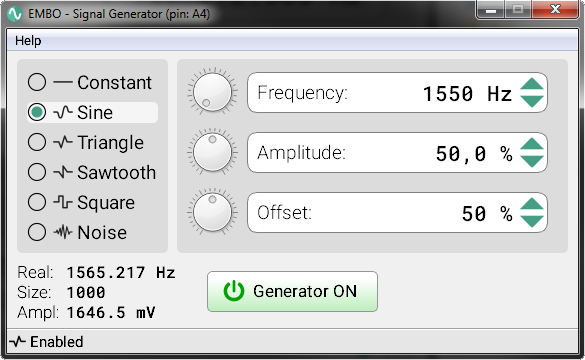 EMBO - Signal Generator (pin: A4)
Help
Constant
Sine
Triangle
Sawtooth
Square
Noise
Frequency: 1550 Hz
Amplitude: 50,0 %
Offset: 50 %
Real: 1565.217 Hz
Size: 1000
Ampl: 1646.5 mV
Generator ON
Enabled